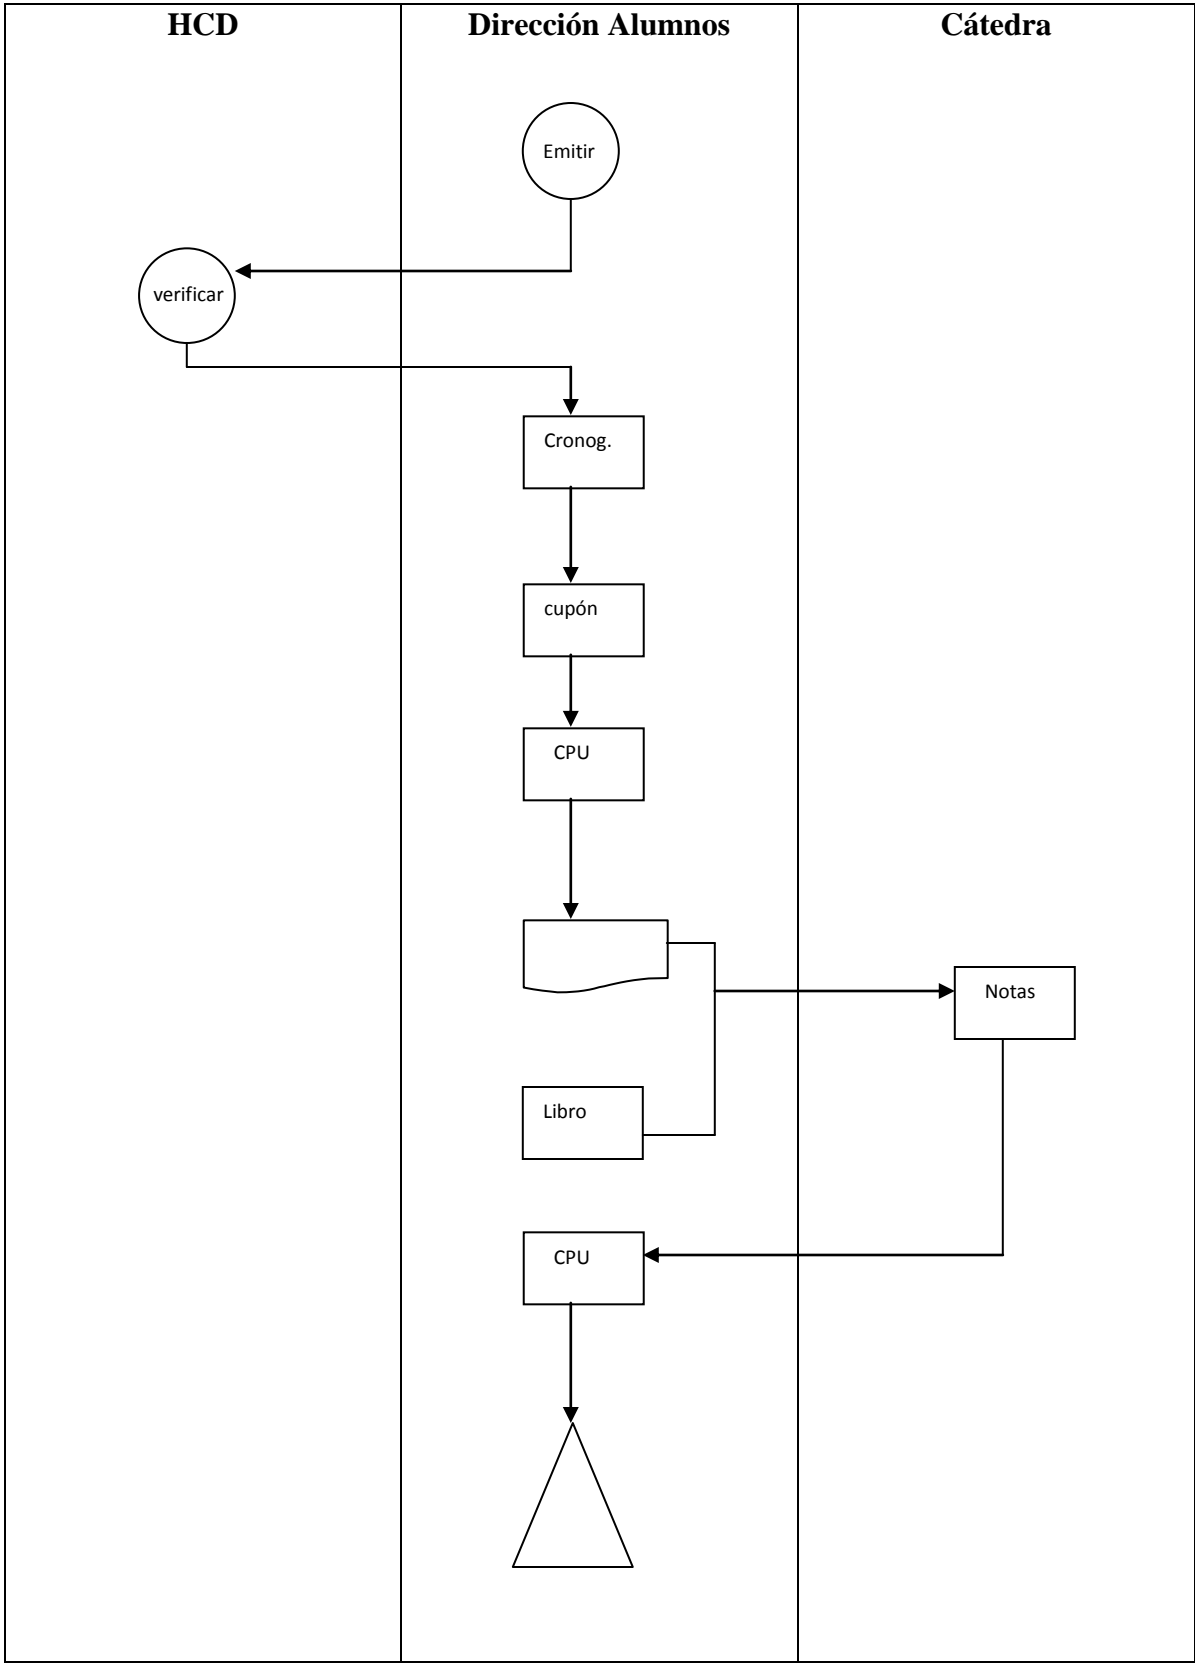 HCD
Dirección Alumnos
Cátedra
Emitir
verificar
Cronog.
cupón
CPU
Notas
Libro
CPU